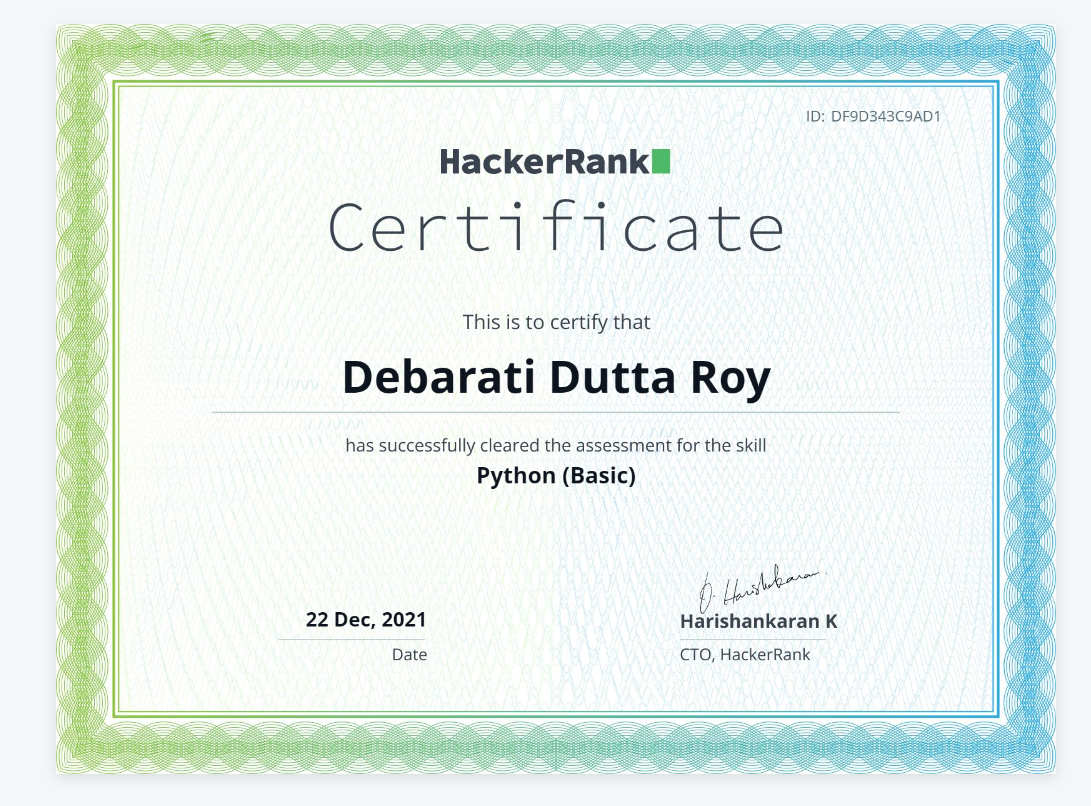 ID: DF9D343C9AD1
HackerRank
Certificate
This is to certify that
Debarati Dutta Roy
has successfully cleared the assessment for the skill
Python (Basic)
22 Dec, 2021
Date
Harishankaran K
CTO, HackerRank